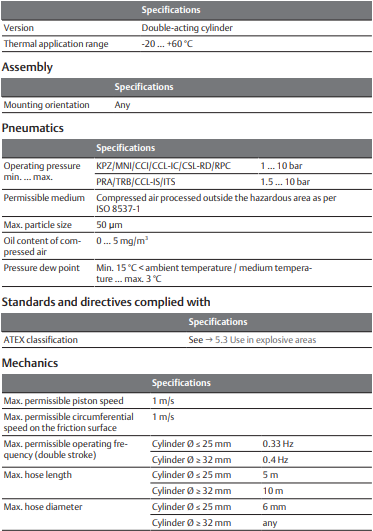 Specifications
Version Double-acting cylinder
Thermal application range -20 ... +60 °C
Assembly
Specifications
Mounting orientation Any
Pneumatics
Specifications
Operating pressure KPZ/MNI/CCI/CCL-IC/CSL-RD/RPC 1 ... 10 bar
min. ... max. PRA/TRB/CCL-IS/ITS 1.5 ... 10 bar
Permissible medium Compressed air processed outside the hazardous area as per
ISO 8537-1
Max. particle size 50 µm
Oil content of com- 0 ... 5 mg/m³
pressed air
Pressure dew point Min. 15 °C < ambient temperature / medium tempera-
ture ... max. 3 °C
Standards and directives complied with
Specifications
ATEX classification See → 5.3 Use in explosive areas
Mechanics
Specifications
Max. permissible piston speed 1 m/s
Max. permissible circumferential 1 m/s
speed on the friction surface
Max. permissible operating fre- Cylinder Ø ≤ 25 mm 0.33 Hz
quency (double stroke) Cylinder Ø ≥ 32 mm 0.4 Hz
Max. hose length Cylinder Ø ≤ 25 mm 5 m
Cylinder Ø ≥ 32 mm 10 m
Max. hose diameter Cylinder Ø ≤ 25 mm 6 mm
Cylinder Ø ≥ 32 mm any